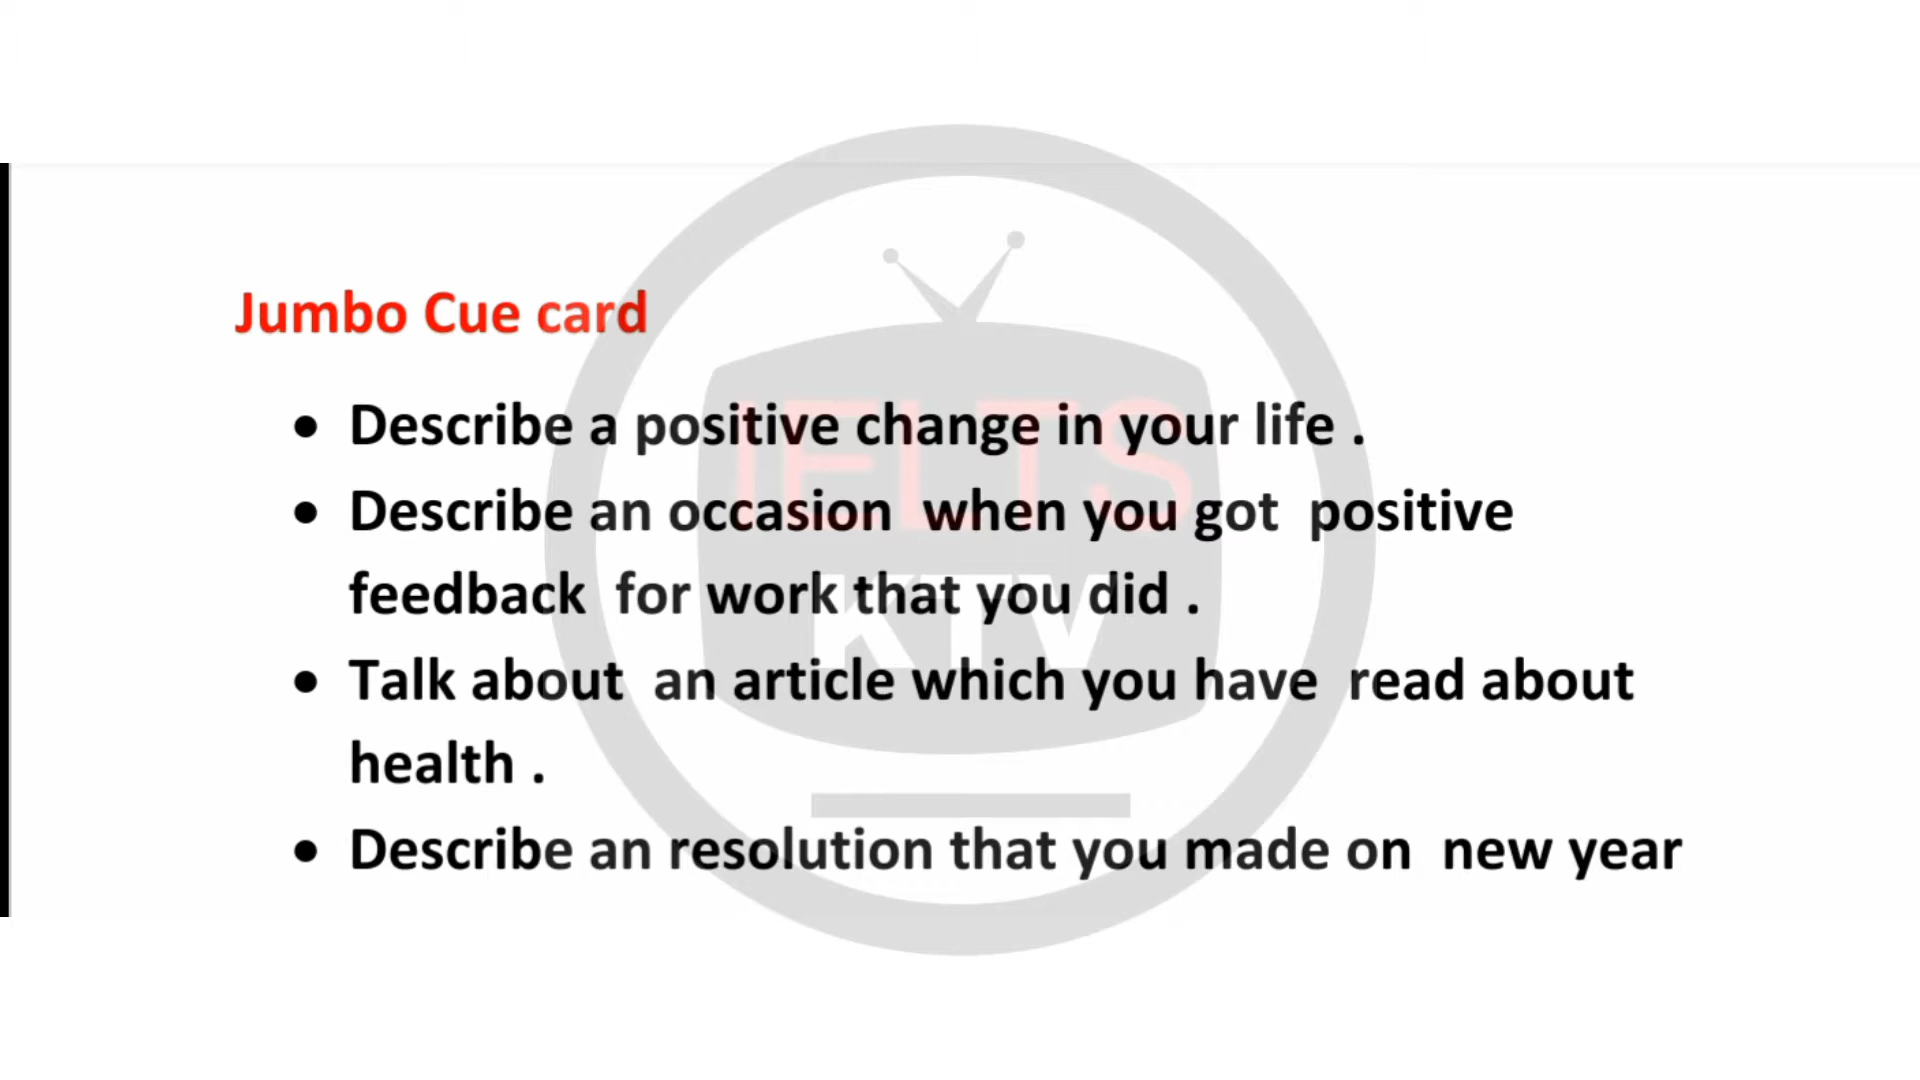 Jumbo Cue card
• Describe a positive change in your life .
• Describe an occasion when you got positive
feedback for work that you did .
• Talk about an article which you have read about
health .
• Describe an resolution that you made on new year
IELTS
KTV